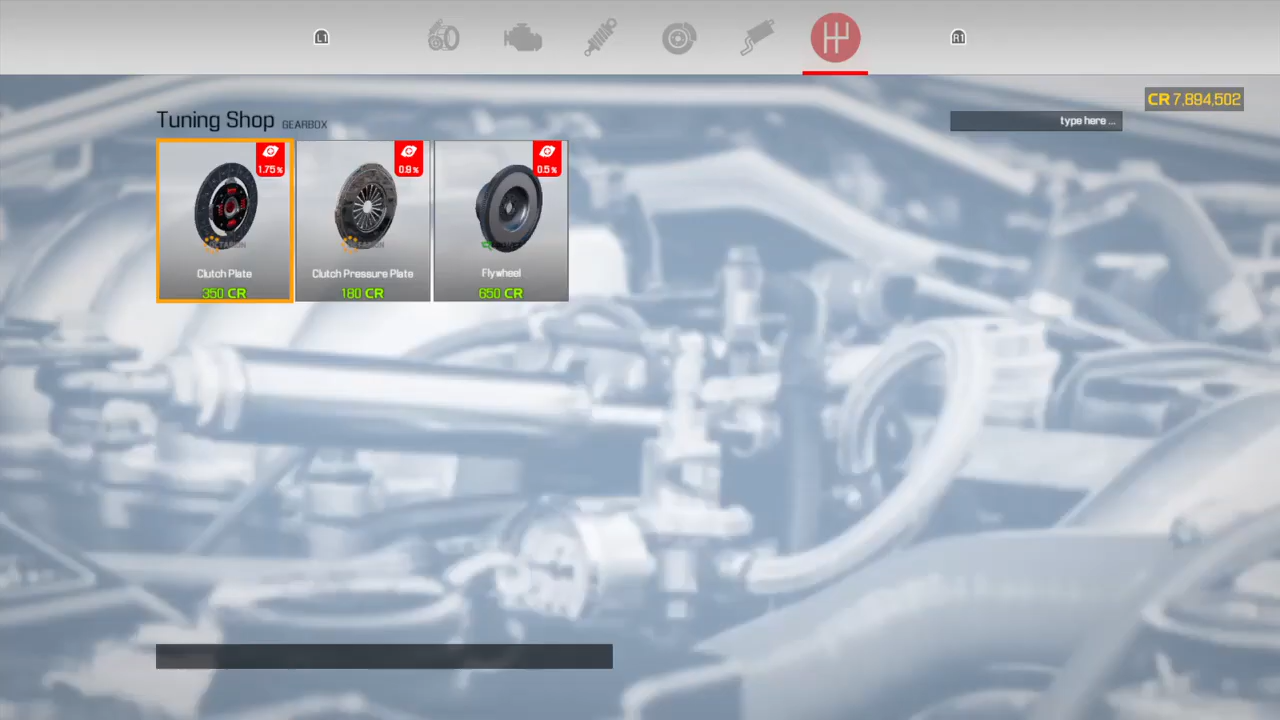 L1
R1
CR 7,894,502
Tuning Shop GEARBOX
type here ...
1.75 %
0.9 %
0.5 %
Clutch Plate
350 CR
Clutch Pressure Plate
180 CR
Flywheel
650 CR